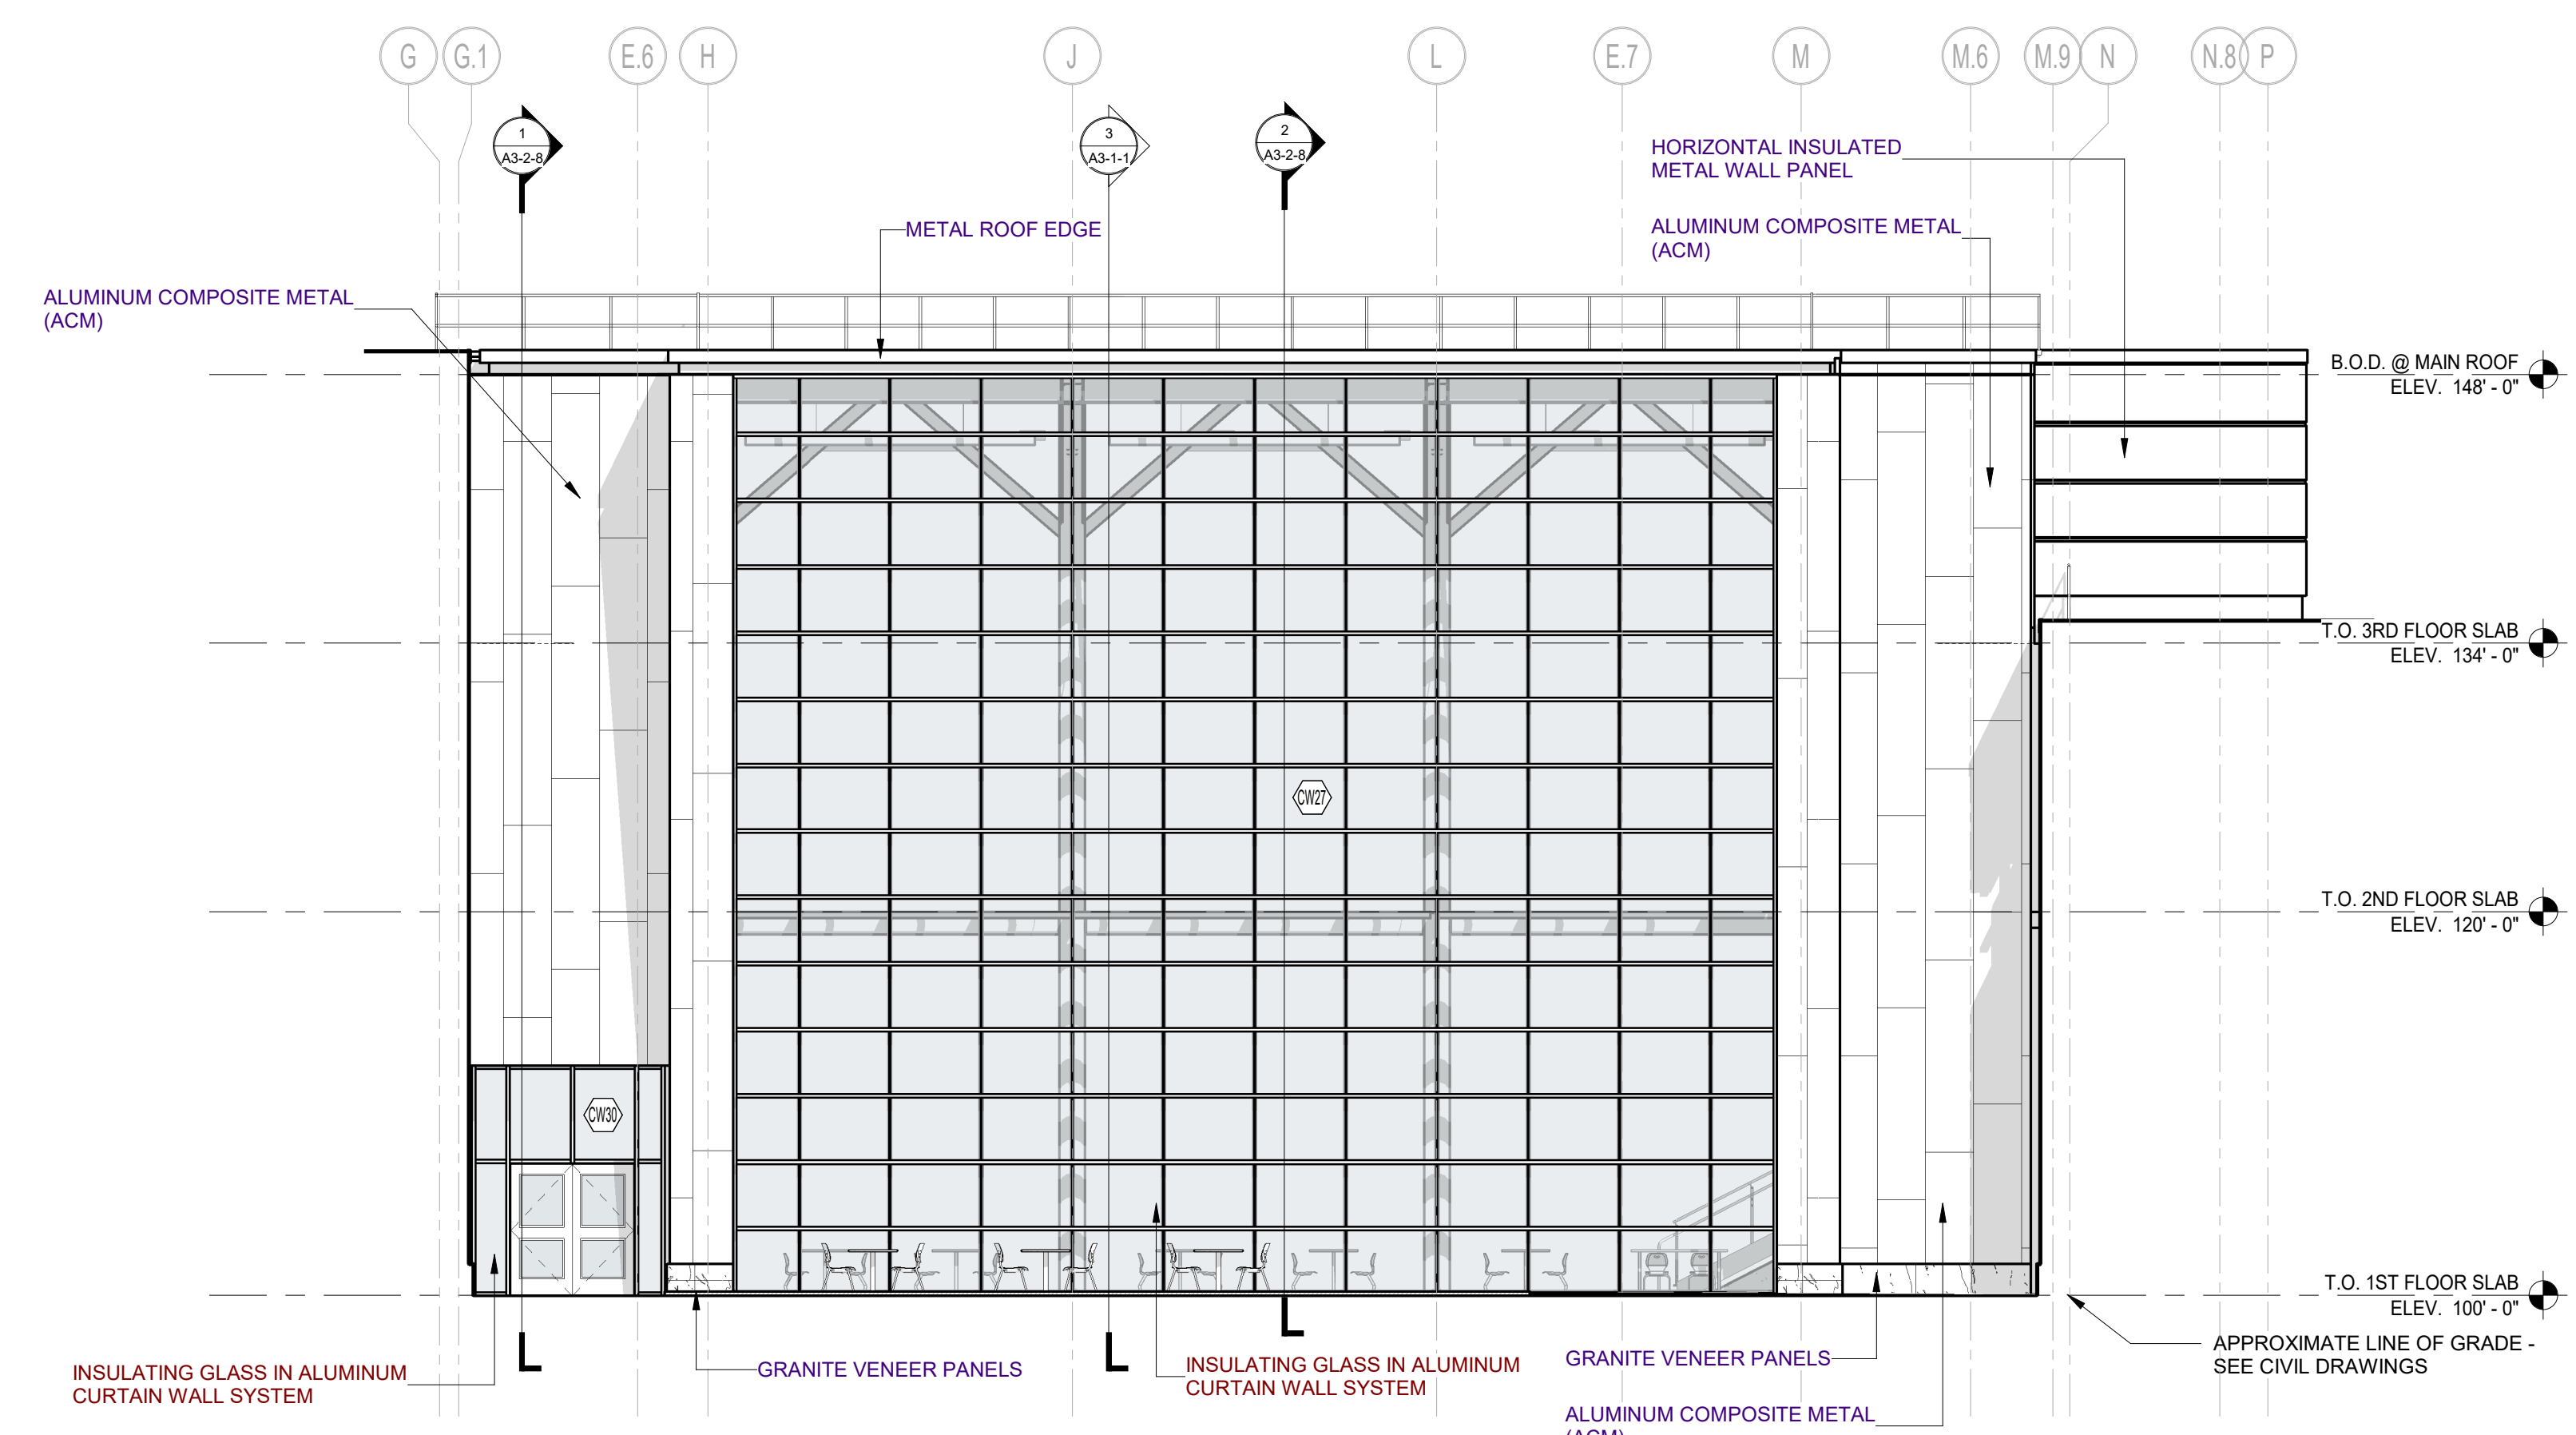 G G.1 E.6 H J L E.7 M M.6 M.9 N N.8 P
1
A3-2-8
3
A3-1-1
2
A3-2-8
HORIZONTAL INSULATED
METAL WALL PANEL
METAL ROOF EDGE
ALUMINUM COMPOSITE METAL
(ACM)
ALUMINUM COMPOSITE METAL
(ACM)
B.O.D. @ MAIN ROOF
ELEV. 148' - 0"
T.O. 3RD FLOOR SLAB
ELEV. 134' - 0"
CW27
T.O. 2ND FLOOR SLAB
ELEV. 120' - 0"
CW30
T.O. 1ST FLOOR SLAB
ELEV. 100' - 0"
APPROXIMATE LINE OF GRADE -
SEE CIVIL DRAWINGS
INSULATING GLASS IN ALUMINUM
CURTAIN WALL SYSTEM
GRANITE VENEER PANELS
INSULATING GLASS IN ALUMINUM
CURTAIN WALL SYSTEM
GRANITE VENEER PANELS
ALUMINUM COMPOSITE METAL
(ACM)